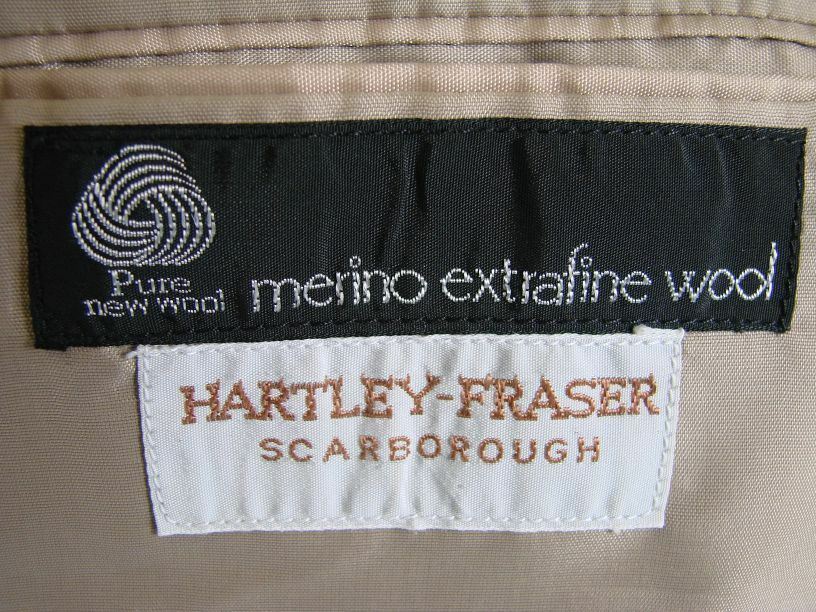 Pure
new wool
merino extrafine wool
HARTLEY-FRASER
SCARBOROUGH